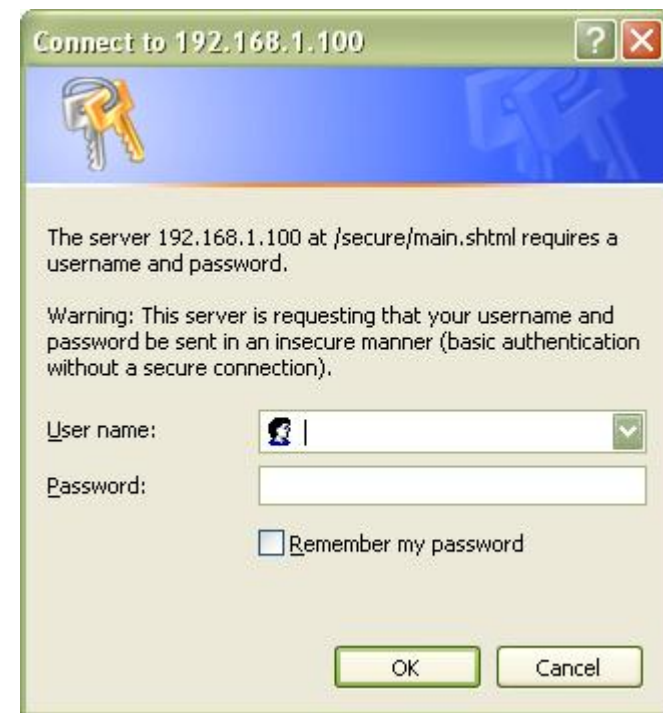 Connect to 192.168.1.100
The server 192.168.1.100 at /secure/main.shtml requires a
username and password.
Warning: This server is requesting that your username and
password be sent in an insecure manner (basic authentication
without a secure connection).
User name:
Password:
Remember my password
OK Cancel